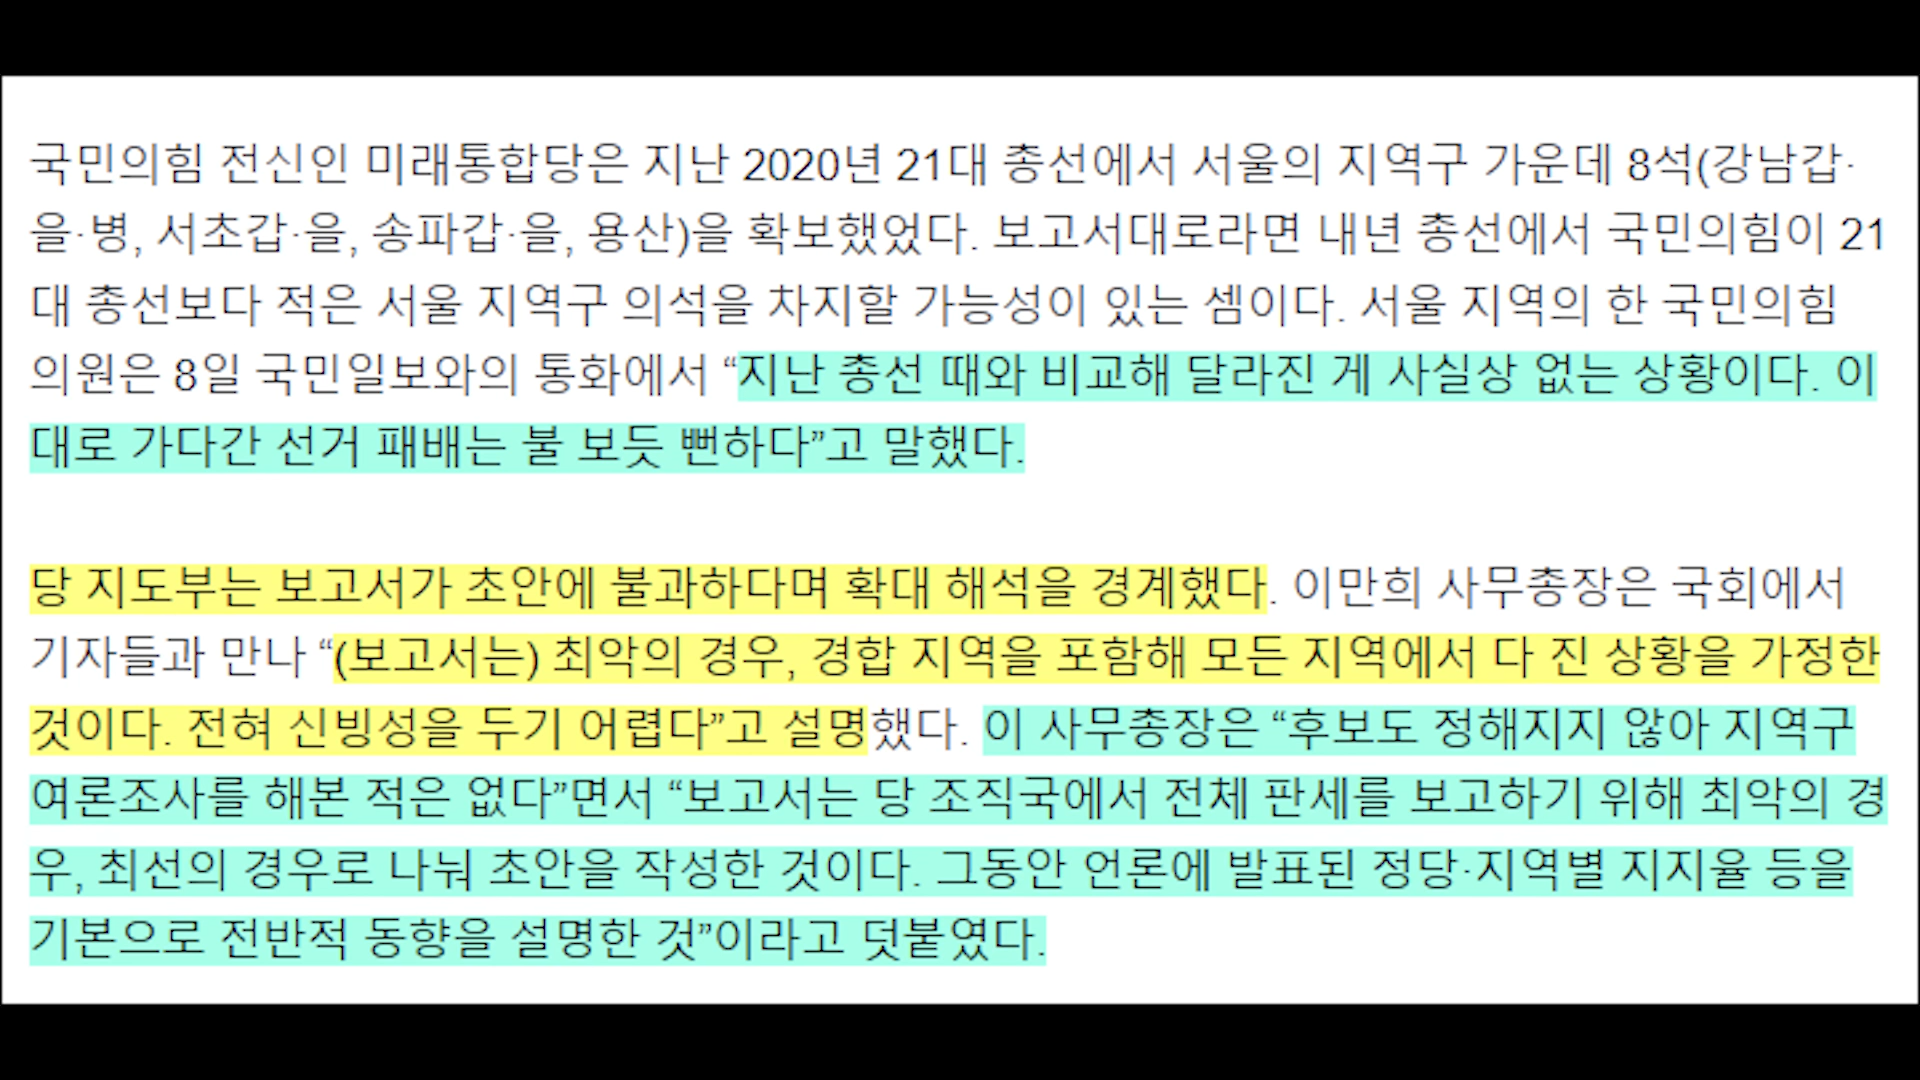 국민의힘 전신인 미래통합당은 지난 2020년 21대 총선에서 서울의 지역구 가운데 8석(강남갑·
을·병, 서초갑·을, 송파갑·을, 용산)을 확보했었다. 보고서대로라면 내년 총선에서 국민의힘이 21
대 총선보다 적은 서울 지역구 의석을 차지할 가능성이 있는 셈이다. 서울 지역의 한 국민의힘
의원은 8일 국민일보와의 통화에서 “지난 총선 때와 비교해 달라진 게 사실상 없는 상황이다. 이
대로 가다간 선거 패배는 불 보듯 뻔하다”고 말했다.
당 지도부는 보고서가 초안에 불과하다며 확대 해석을 경계했다. 이만희 사무총장은 국회에서
기자들과 만나 “(보고서는) 최악의 경우, 경합 지역을 포함해 모든 지역에서 다 진 상황을 가정한
것이다. 전혀 신빙성을 두기 어렵다”고 설명했다. 이 사무총장은 “후보도 정해지지 않아 지역구
여론조사를 해본 적은 없다”면서 “보고서는 당 조직국에서 전체 판세를 보고하기 위해 최악의 경
우, 최선의 경우로 나눠 초안을 작성한 것이다. 그동안 언론에 발표된 정당·지역별 지지율 등을
기본으로 전반적 동향을 설명한 것”이라고 덧붙였다.